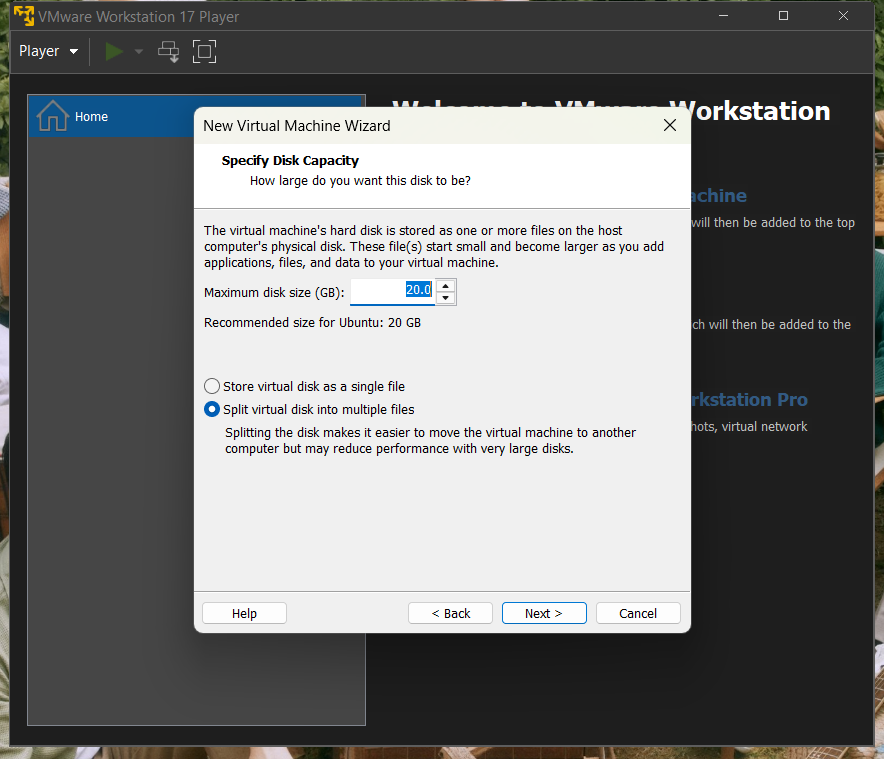 VMware Workstation 17 Player
Player
Home
Welcome to VMware Workstation
New Virtual Machine Wizard
Specify Disk Capacity
How large do you want this disk to be?
achine
will then be added to the top
The virtual machine's hard disk is stored as one or more files on the host
computer's physical disk. These file(s) start small and become larger as you add
applications, files, and data to your virtual machine.
Maximum disk size (GB):
20.0
Recommended size for Ubuntu: 20 GB
ch will then be added to the
Store virtual disk as a single file
rkstation Pro
Split virtual disk into multiple files
hots, virtual network
Splitting the disk makes it easier to move the virtual machine to another
computer but may reduce performance with very large disks.
Help
< Back
Next >
Cancel